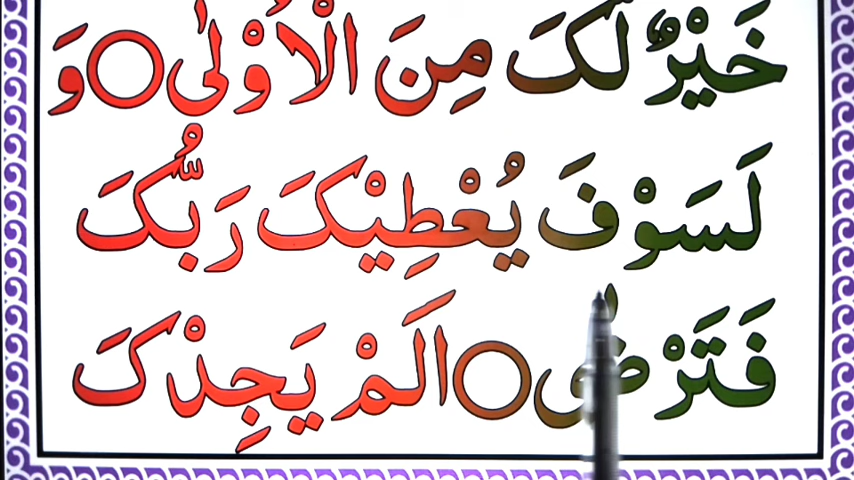 خَيْرٌ لَّكَ مِنَ الْاُوْلٰى ○ وَ
لَسَوْفَ يُعْطِيْكَ رَبُّكَ
فَتَرْضٰى ○ اَلَمْ يَجِدْكَ